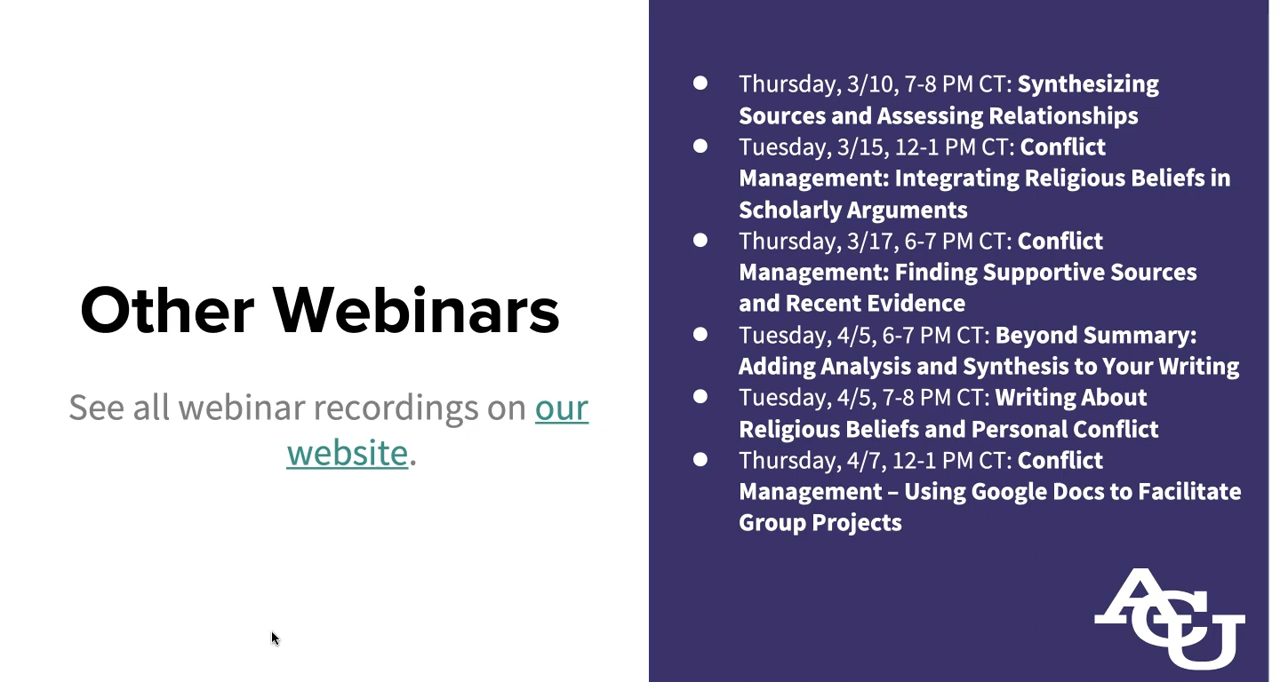 Other Webinars
See all webinar recordings on our
website.
● Thursday, 3/10, 7-8 PM CT: Synthesizing
Sources and Assessing Relationships
● Tuesday, 3/15, 12-1 PM CT: Conflict
Management: Integrating Religious Beliefs in
Scholarly Arguments
● Thursday, 3/17, 6-7 PM CT: Conflict
Management: Finding Supportive Sources
and Recent Evidence
● Tuesday, 4/5, 6-7 PM CT: Beyond Summary:
Adding Analysis and Synthesis to Your Writing
● Tuesday, 4/5, 7-8 PM CT: Writing About
Religious Beliefs and Personal Conflict
● Thursday, 4/7, 12-1 PM CT: Conflict
Management – Using Google Docs to Facilitate
Group Projects
ACU